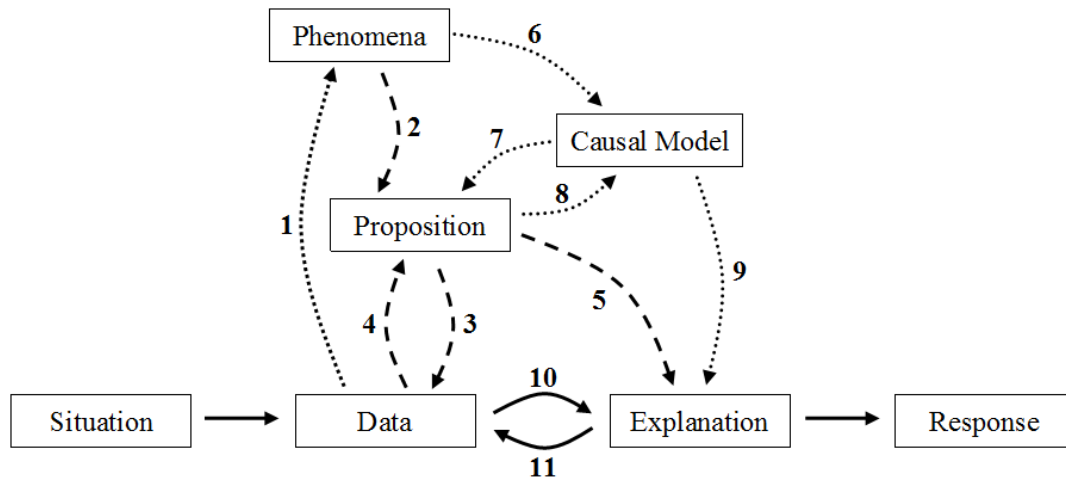 Phenomena
6
2
7
Causal Model
8
1
Proposition
9
5
4
3
10
Situation
Data
Explanation
Response
11